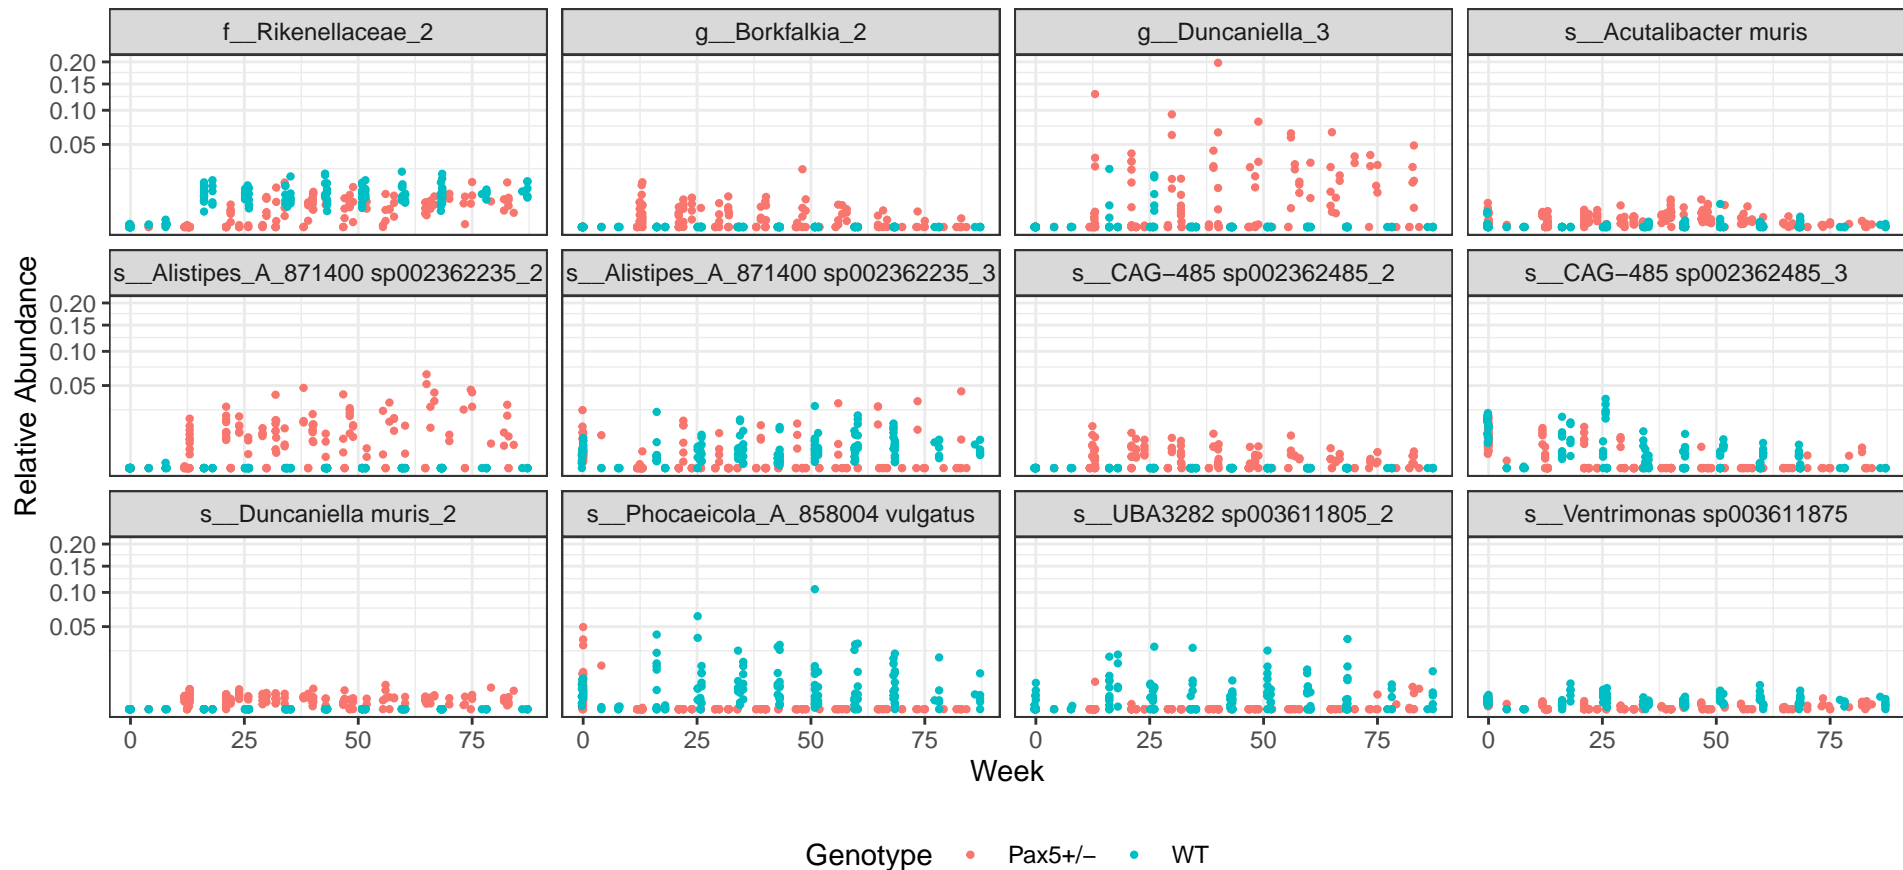 f__Rikenellaceae_2
g__Borkfalkia_2
g__Duncaniella_3
s__Acutalibacter muris
0.20
0.15
0.10
0.05
s__Alistipes_A_871400 sp002362235_2
s__Alistipes_A_871400 sp002362235_3
s__CAG−485 sp002362485_2
s__CAG−485 sp002362485_3
0.20
0.15
0.10
0.05
Relative Abundance
s__Duncaniella muris_2
s__Phocaeicola_A_858004 vulgatus
s__UBA3282 sp003611805_2
s__Ventrimonas sp003611875
0.20
0.15
0.10
0.05
0 25 50 75
0 25 50 75
0 25 50 75
0 25 50 75
Week
Genotype Pax5+/− WT